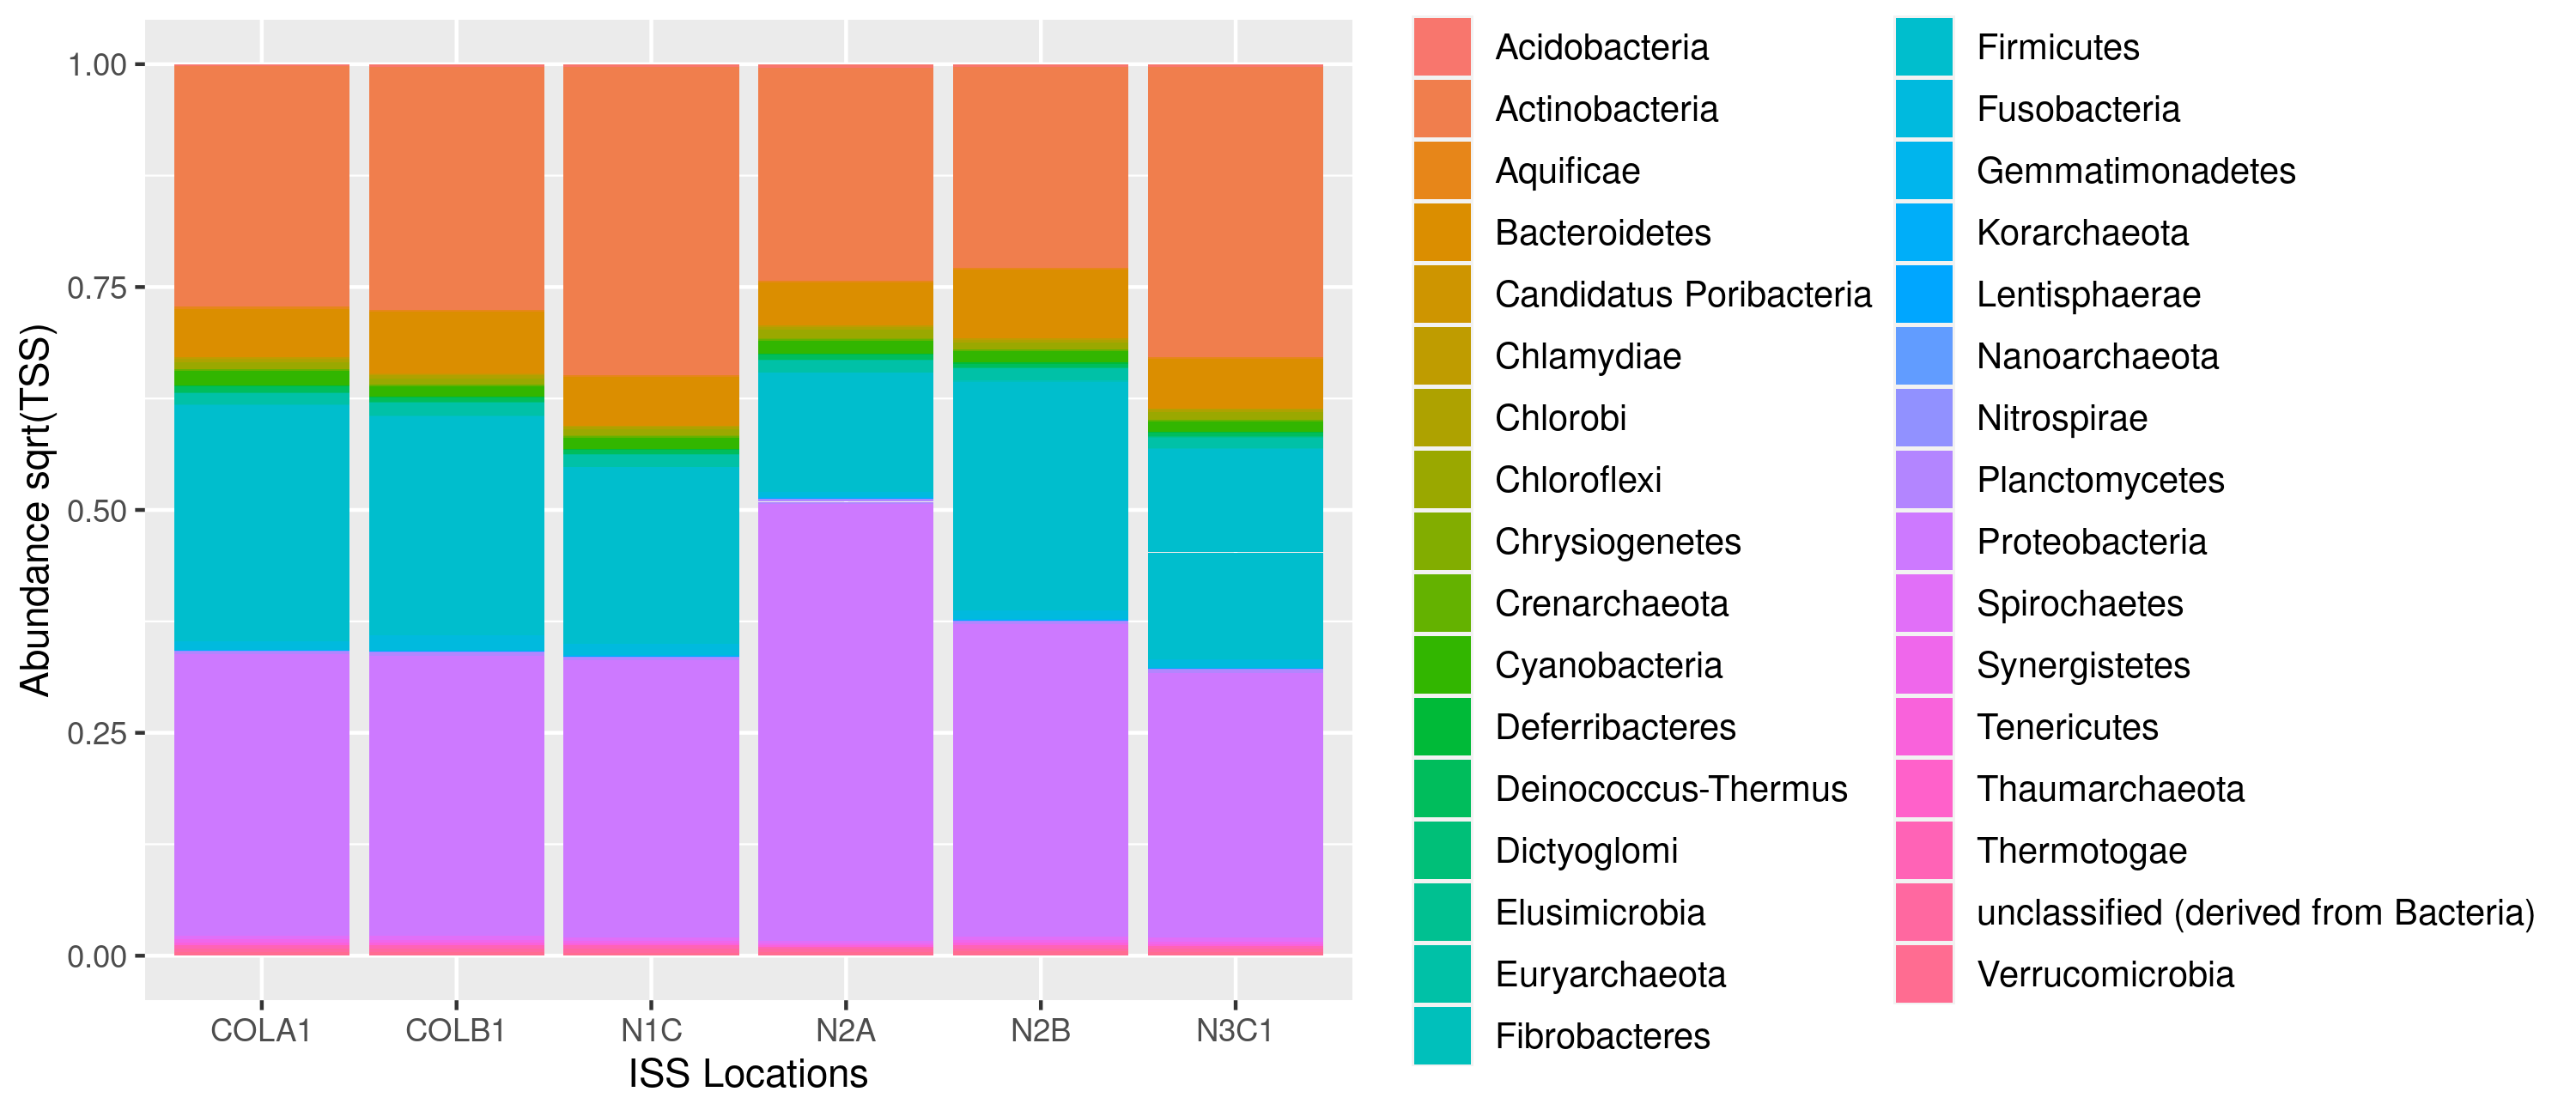 1.00
0.75
0.50
0.25
0.00
Abundance sqrt(TSS)
COLA1
COLB1
N1C
N2A
N2B
N3C1
ISS Locations
Acidobacteria
Actinobacteria
Aquificae
Bacteroidetes
Candidatus Poribacteria
Chlamydiae
Chlorobi
Chloroflexi
Chrysiogenetes
Crenarchaeota
Cyanobacteria
Deferribacteres
Deinococcus-Thermus
Dictyoglomi
Elusimicrobia
Euryarchaeota
Fibrobacteres
Firmicutes
Fusobacteria
Gemmatimonadetes
Korarchaeota
Lentisphaerae
Nanoarchaeota
Nitrospirae
Planctomycetes
Proteobacteria
Spirochaetes
Synergistetes
Tenericutes
Thaumarchaeota
Thermotogae
unclassified (derived from Bacteria)
Verrucomicrobia